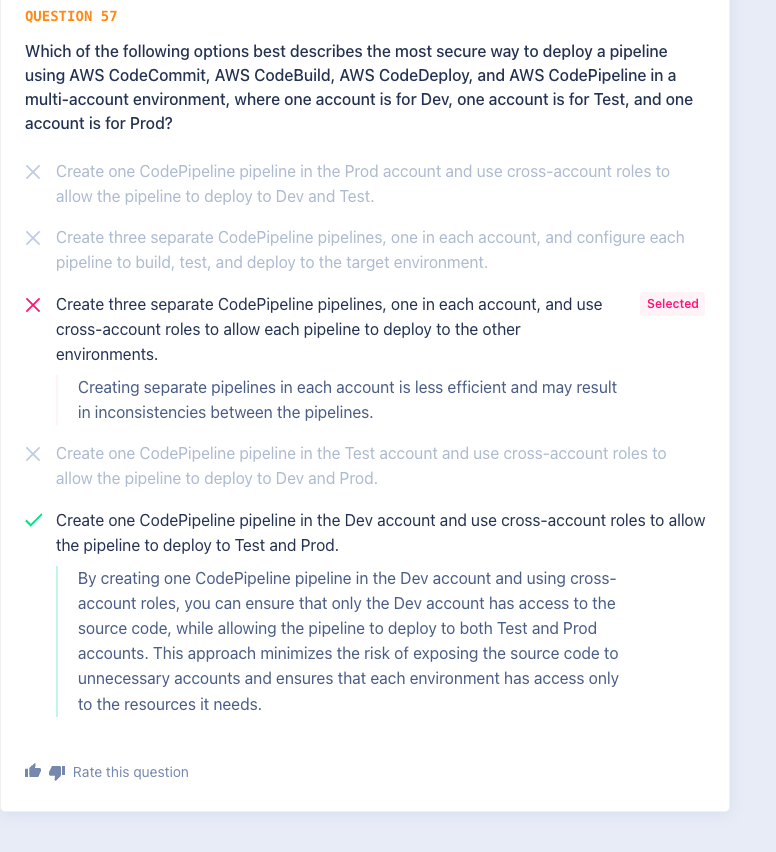 QUESTION 57
Which of the following options best describes the most secure way to deploy a pipeline
using AWS CodeCommit, AWS CodeBuild, AWS CodeDeploy, and AWS CodePipeline in a
multi-account environment, where one account is for Dev, one account is for Test, and one
account is for Prod?
Create one CodePipeline pipeline in the Prod account and use cross-account roles to
allow the pipeline to deploy to Dev and Test.
Create three separate CodePipeline pipelines, one in each account, and configure each
pipeline to build, test, and deploy to the target environment.
Create three separate CodePipeline pipelines, one in each account, and use
Selected
cross-account roles to allow each pipeline to deploy to the other
environments.
Creating separate pipelines in each account is less efficient and may result
in inconsistencies between the pipelines.
Create one CodePipeline pipeline in the Test account and use cross-account roles to
allow the pipeline to deploy to Dev and Prod.
Create one CodePipeline pipeline in the Dev account and use cross-account roles to allow
the pipeline to deploy to Test and Prod.
By creating one CodePipeline pipeline in the Dev account and using cross-
account roles, you can ensure that only the Dev account has access to the
source code, while allowing the pipeline to deploy to both Test and Prod
accounts. This approach minimizes the risk of exposing the source code to
unnecessary accounts and ensures that each environment has access only
to the resources it needs.
Rate this question